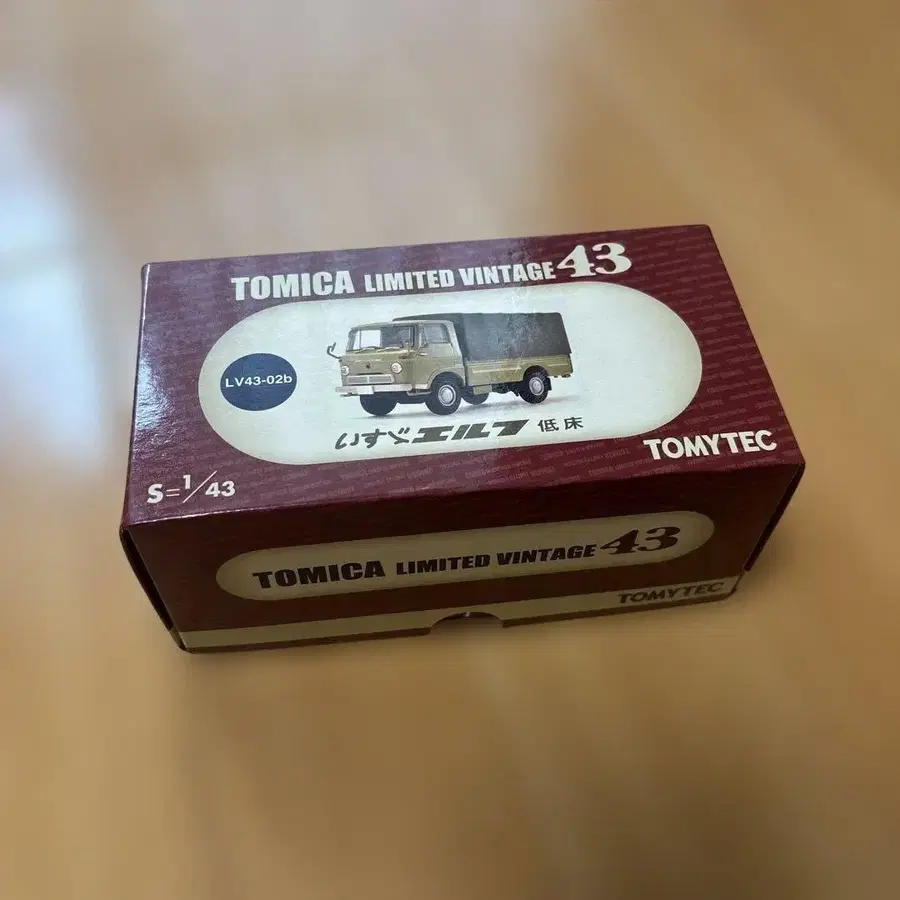 TOMICA LIMITED VINTAGE 43
LV43-02b
いすゞエルフ 低床
TOMYTEC
S=1/43
TOMICA LIMITED VINTAGE 43
TOMYTEC